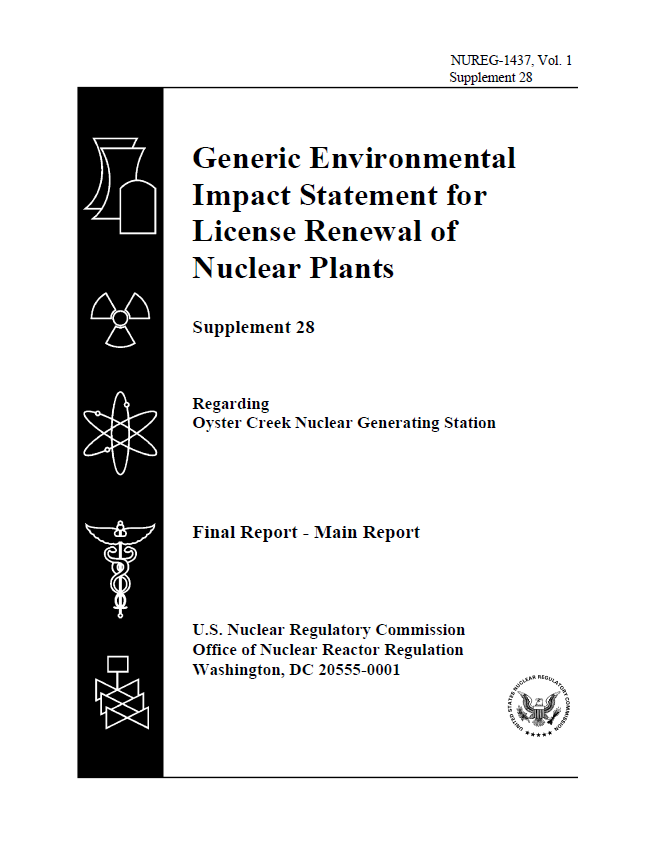 NUREG-1437, Vol. 1
Supplement 28
Generic Environmental
Impact Statement for
License Renewal of
Nuclear Plants
Supplement 28
Regarding
Oyster Creek Nuclear Generating Station
Final Report - Main Report
U.S. Nuclear Regulatory Commission
Office of Nuclear Reactor Regulation
Washington, DC 20555-0001
UNITED STATES NUCLEAR REGULATORY COMMISSION